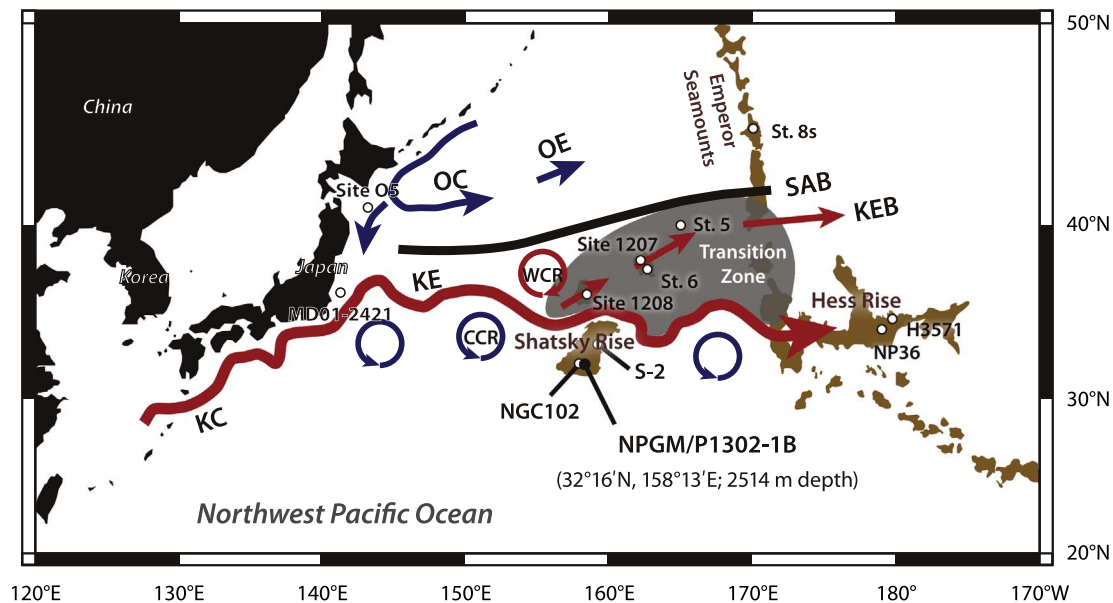 50°N
China
Emperor
Seamounts
St. 8s
OE
OC
Site O5
SAB
KEB
40°N
St. 5
Site 1207
Transition
Zone
Korea
Japan
KE
WCR
St. 6
Site 1208
Hess Rise
MD01-2421
CCR
Shatsky Rise
H3571
NP36
S-2
NGC102
30°N
KC
NPGM/P1302-1B
(32°16′N, 158°13′E; 2514 m depth)
Northwest Pacific Ocean
20°N
120°E 130°E 140°E 150°E 160°E 170°E 180° 170°W